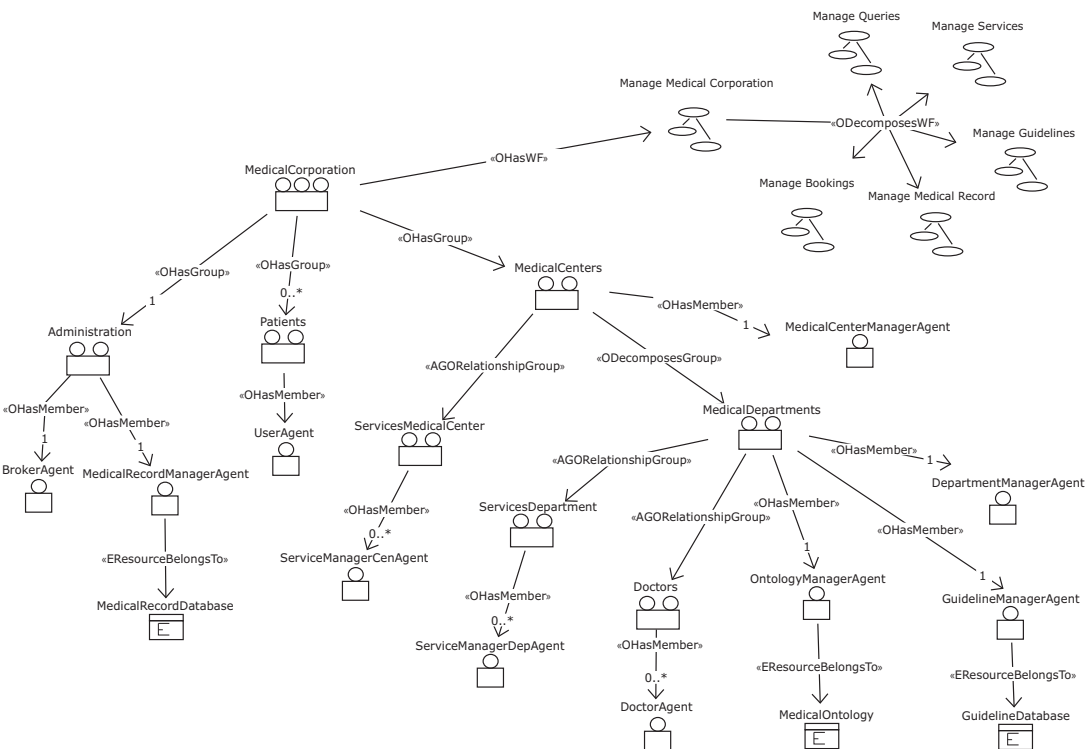 Manage Queries
Manage Services
Manage Medical Corporation
«ODecomposesWF»
Manage Guidelines
«OHasWF»
MedicalCorporation
Manage Bookings
Manage Medical Record
«OHasGroup»
«OHasGroup»
«OHasGroup»
MedicalCenters
0..*
1
«OHasMember»
Patients
1
MedicalCenterManagerAgent
Administration
«AGORelationshipGroup»
«ODecomposesGroup»
«OHasMember»
«OHasMember»
«OHasMember»
MedicalDepartments
ServicesMedicalCenter
UserAgent
1
1
«OHasMember»
«AGORelationshipGroup»
1
BrokerAgent
MedicalRecordManagerAgent
DepartmentManagerAgent
«OHasMember»
ServicesDepartment
«OHasMember»
«AGORelationshipGroup»
«OHasMember»
0..*
1
«EResourceBelongsTo»
ServiceManagerCenAgent
OntologyManagerAgent
1
Doctors
«OHasMember»
GuidelineManagerAgent
MedicalRecordDatabase
0..*
E
«OHasMember»
ServiceManagerDepAgent
«EResourceBelongsTo»
«EResourceBelongsTo»
0..*
DoctorAgent
MedicalOntology
GuidelineDatabase
E
E